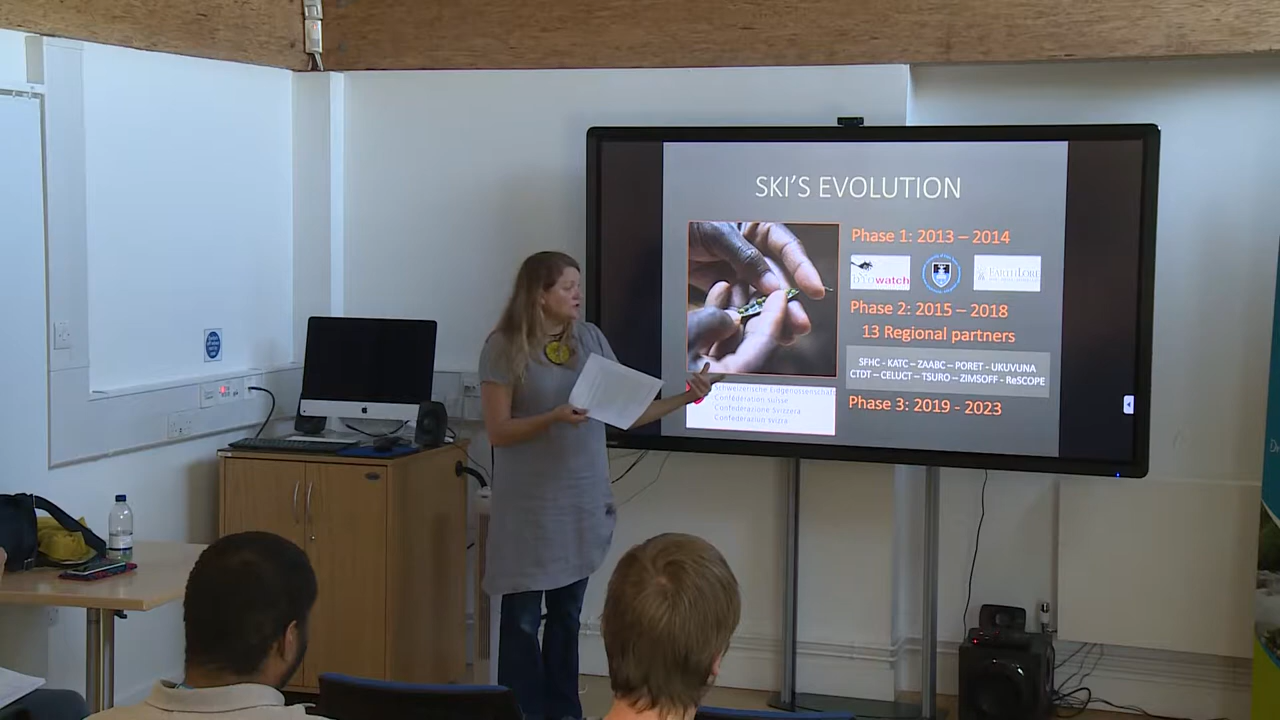 SKI'S EVOLUTION
Phase 1: 2013 – 2014
biowatch
EARTHLORE
Phase 2: 2015 – 2018
13 Regional partners
SFHC - KATC – ZAABC - PORET - UKUVUNA
CTDT – CELUCT – TSURO – ZIMSOFF - ReSCOPE
Phase 3: 2019 - 2023
Schweizerische Eidgenossenschaft
Confédération suisse
Confederazione Svizzera
Confederaziun svizra